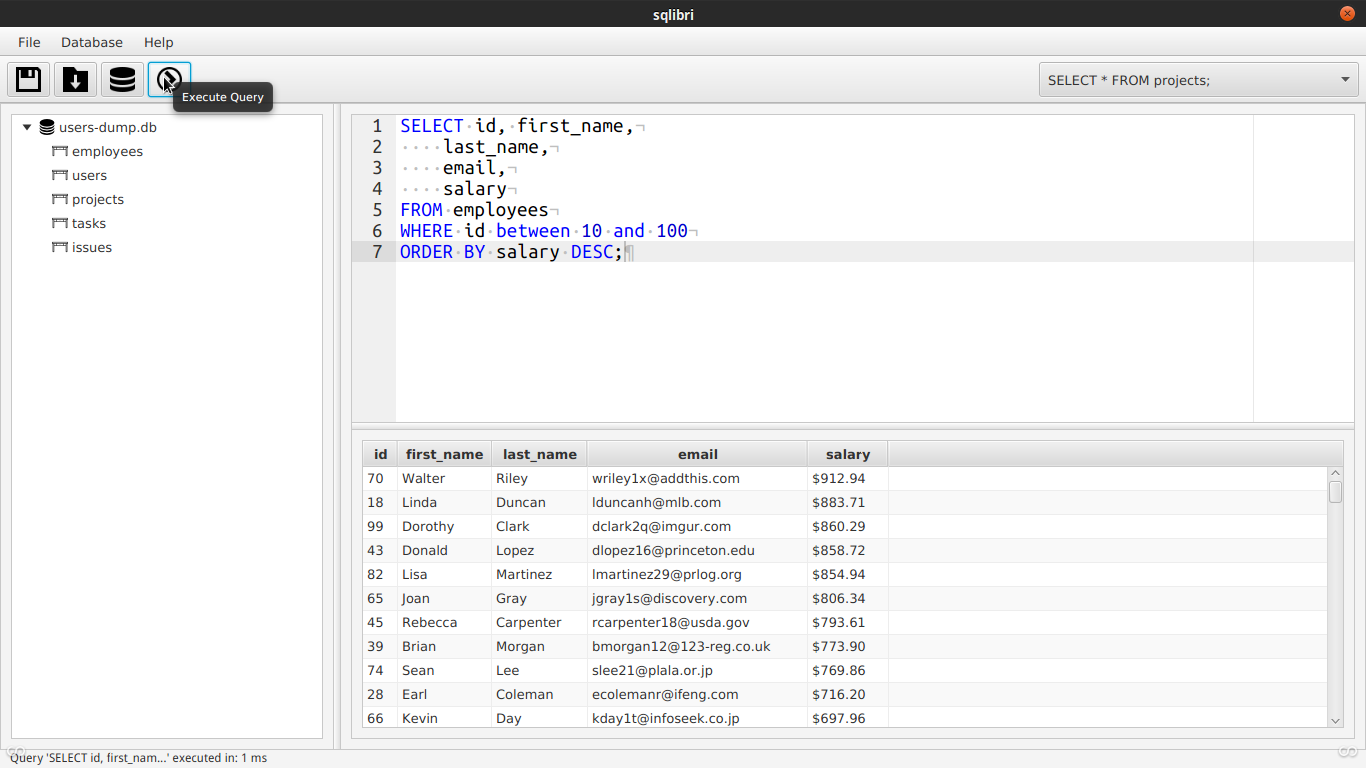 sqlibri
File Database Help
SELECT * FROM projects;
Execute Query
users-dump.db
employees
users
projects
tasks
issues
1 SELECT id, first_name,
2 last_name,
3 email,
4 salary
5 FROM employees
6 WHERE id between 10 and 100
7 ORDER BY salary DESC;
id first_name last_name email salary
70 Walter Riley wriley1x@addthis.com $912.94
18 Linda Duncan lduncanh@mlb.com $883.71
99 Dorothy Clark dclark2q@imgur.com $860.29
43 Donald Lopez dlopez16@princeton.edu $858.72
82 Lisa Martinez lmartinez29@prlog.org $854.94
65 Joan Gray jgray1s@discovery.com $806.34
45 Rebecca Carpenter rcarpenter18@usda.gov $793.61
39 Brian Morgan bmorgan12@123-reg.co.uk $773.90
74 Sean Lee slee21@plala.or.jp $769.86
28 Earl Coleman ecolemanr@ifeng.com $716.20
66 Kevin Day kday1t@infoseek.co.jp $697.96
Query 'SELECT id, first_nam...' executed in: 1 ms